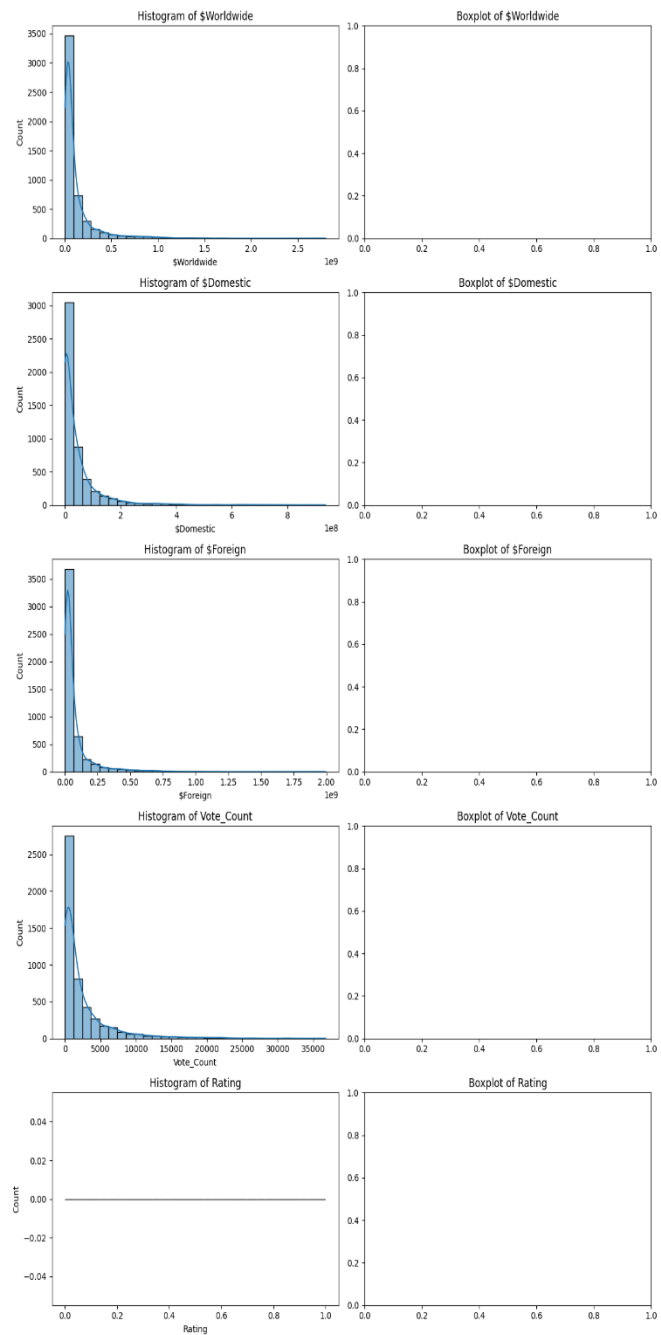 Histogram of $Worldwide
Boxplot of $Worldwide
3500
3000
2500
2000
1500
1000
500
0
Count
0.0 0.5 1.0 1.5 2.0 2.5
1e9
$Worldwide
1.0
0.8
0.6
0.4
0.2
0.0
0.0 0.2 0.4 0.6 0.8 1.0
Histogram of $Domestic
Boxplot of $Domestic
3000
2500
2000
1500
1000
500
0
Count
0 2 4 6 8
1e8
$Domestic
1.0
0.8
0.6
0.4
0.2
0.0
0.0 0.2 0.4 0.6 0.8 1.0
Histogram of $Foreign
Boxplot of $Foreign
3500
3000
2500
2000
1500
1000
500
0
Count
0.00 0.25 0.50 0.75 1.00 1.25 1.50 1.75 2.00
1e9
$Foreign
1.0
0.8
0.6
0.4
0.2
0.0
0.0 0.2 0.4 0.6 0.8 1.0
Histogram of Vote_Count
Boxplot of Vote_Count
2500
2000
1500
1000
500
0
Count
0 5000 10000 15000 20000 25000 30000 35000
Vote_Count
1.0
0.8
0.6
0.4
0.2
0.0
0.0 0.2 0.4 0.6 0.8 1.0
Histogram of Rating
Boxplot of Rating
0.04
0.02
0.00
−0.02
−0.04
Count
0.0 0.2 0.4 0.6 0.8 1.0
Rating
1.0
0.8
0.6
0.4
0.2
0.0
0.0 0.2 0.4 0.6 0.8 1.0